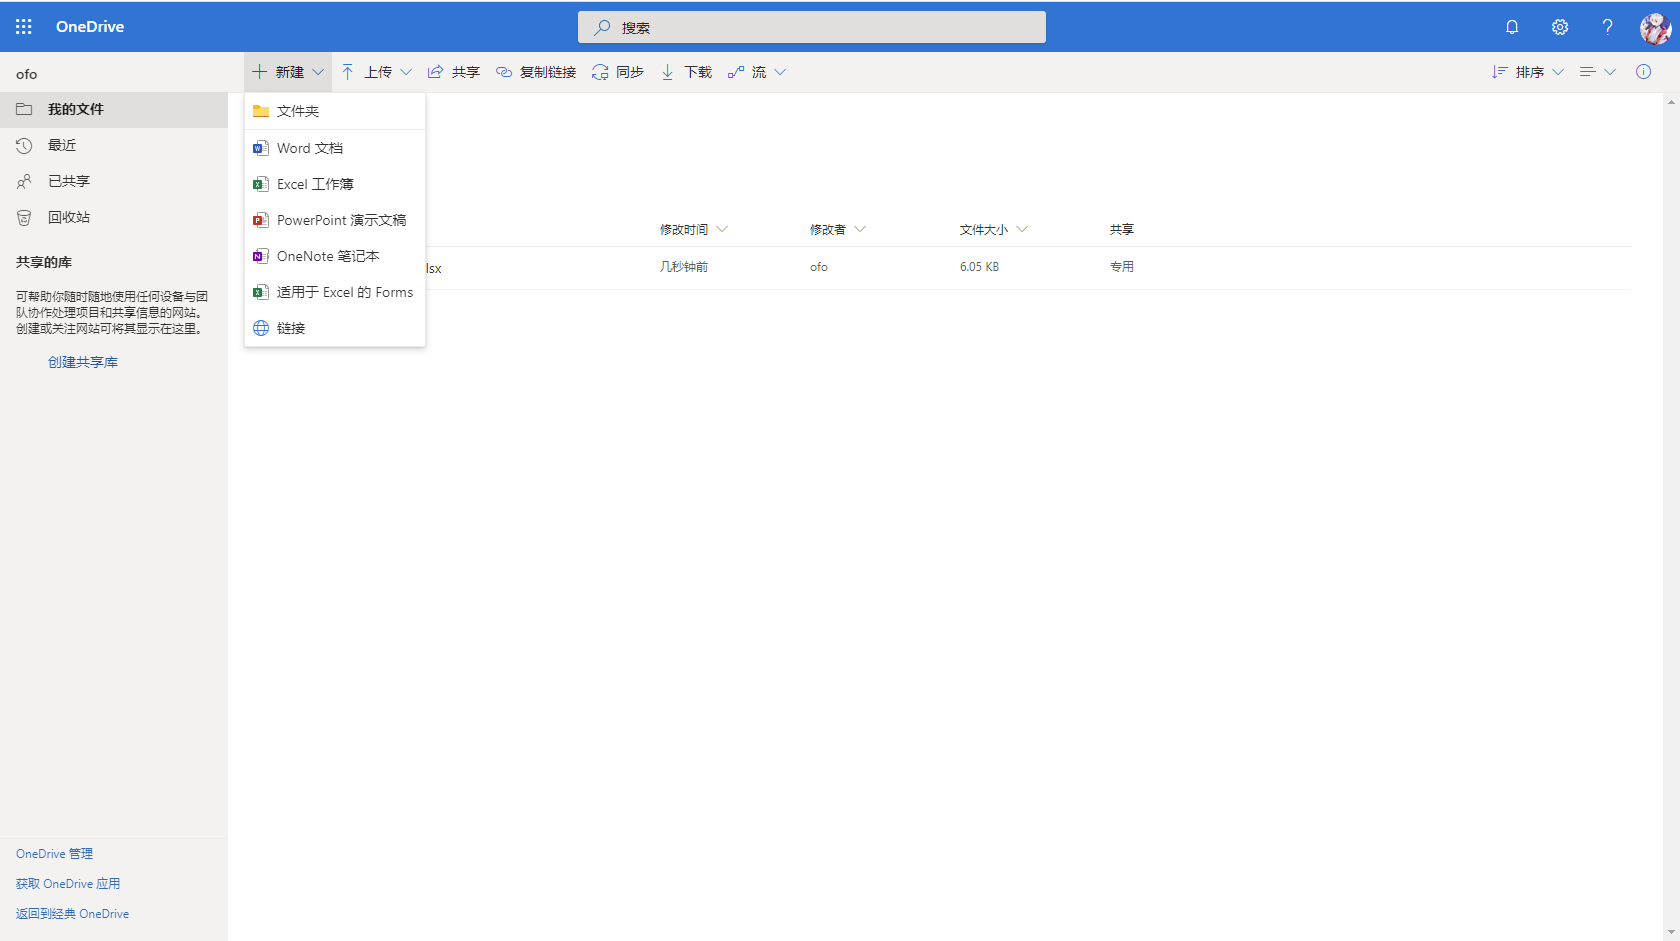 OneDrive
搜索
ofo
新建 上传 共享 复制链接 同步 下载 流 排序
我的文件
最近
已共享
回收站
共享的库
可帮助你随时随地使用任何设备与团
队协作处理项目和共享信息的网站。
创建或关注网站可将其显示在这里。
创建共享库
文件夹
Word 文档
Excel 工作簿
PowerPoint 演示文稿
OneNote 笔记本
适用于 Excel 的 Forms
链接
修改时间 修改者 文件大小 共享
lsx 几秒钟前 ofo 6.05 KB 专用
OneDrive 管理
获取 OneDrive 应用
返回到经典 OneDrive